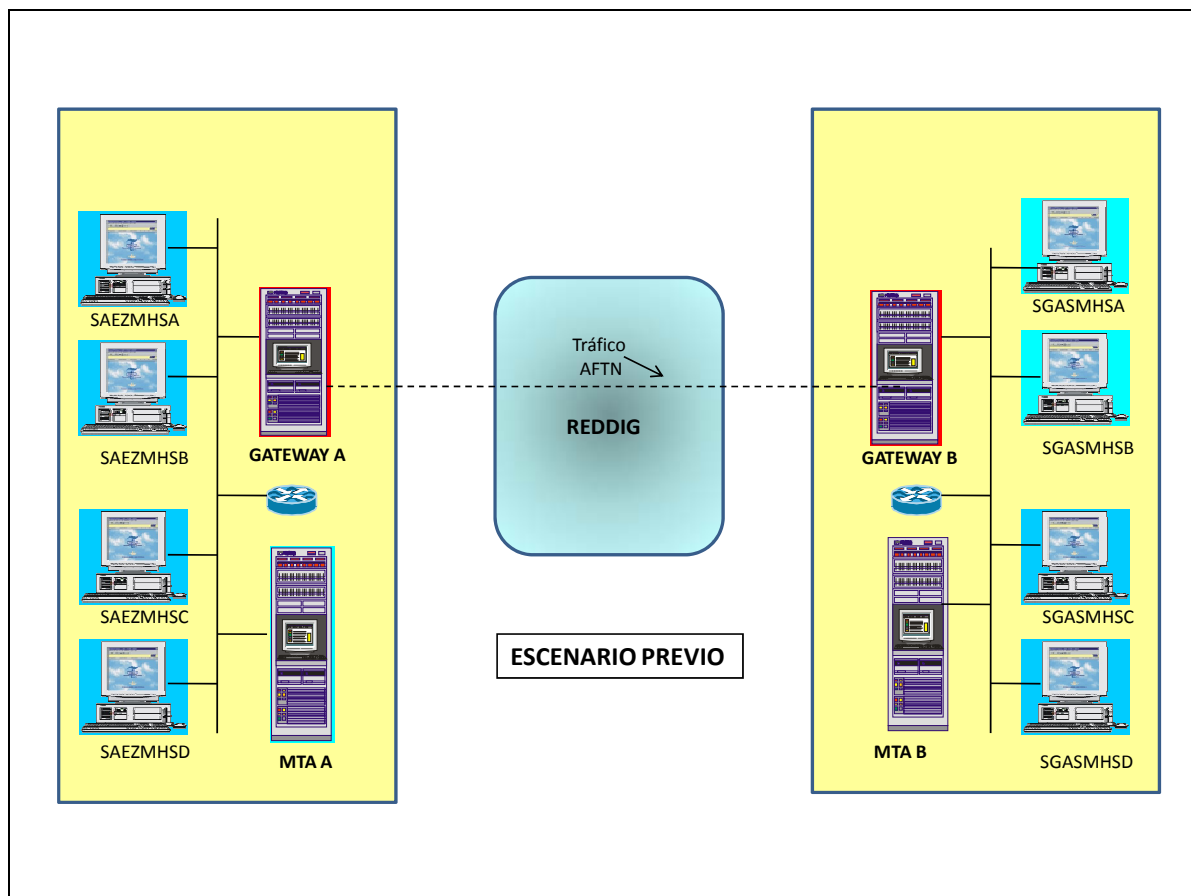 SAEZMHSA
SAEZMHSB
GATEWAY A
SAEZMHSC
SAEZMHSD
MTA A
Tráfico
AFTN
REDDIG
ESCENARIO PREVIO
SGASMHSA
GATEWAY B
SGASMHSB
SGASMHSC
MTA B
SGASMHSD